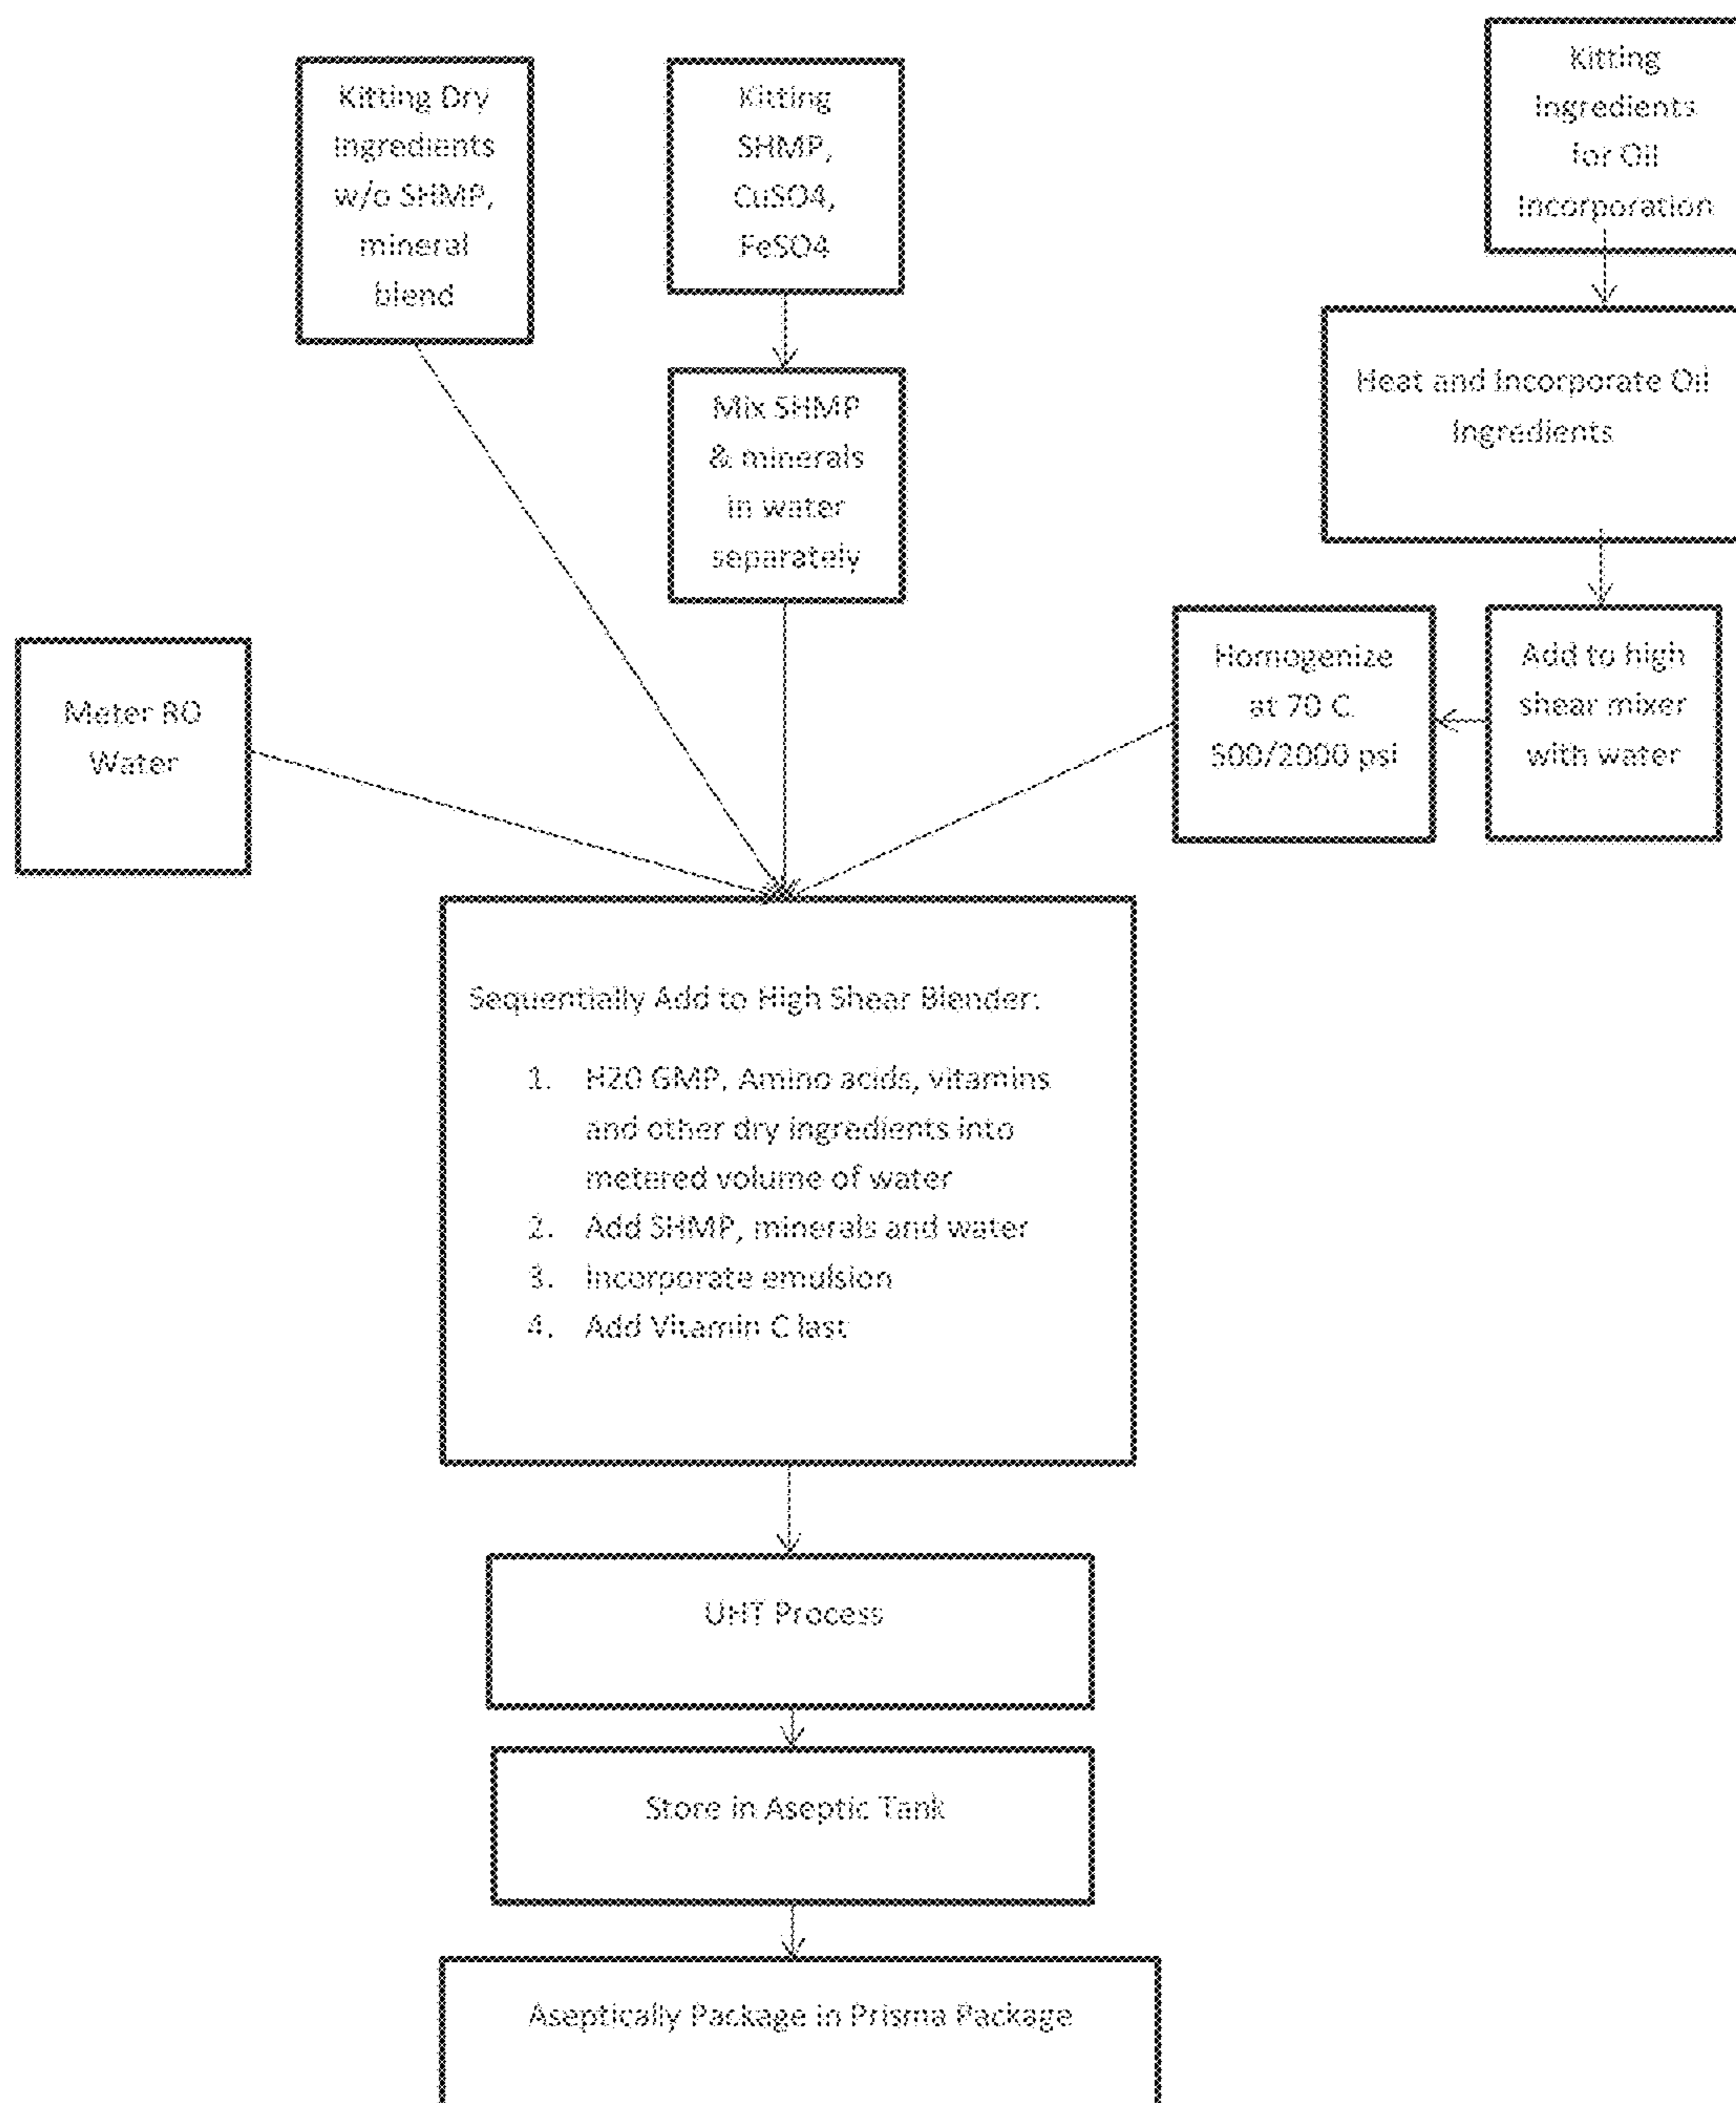 Kitting Dry
Ingredients
w/o SHMP,
mineral
blend
Kitting
SHMP,
CuSO4,
FeSO4
Kitting
Ingredients
for Oil
Incorporation
Heat and Incorporate Oil
Ingredients
Mix SHMP
& minerals
in water
separately
Meter RO
Water
Homogenize
at 70 C.
500/2000 psi
Add to high
shear mixer
with water
Sequentially Add to High Shear Blender:
1. H20 GMP, Amino acids, vitamins
and other dry ingredients into
metered volume of water
2. Add SHMP, minerals and water
3. Incorporate emulsion
4. Add Vitamin C last
UHT Process
Store in Aseptic Tank
Aseptically Package in Prisma Package